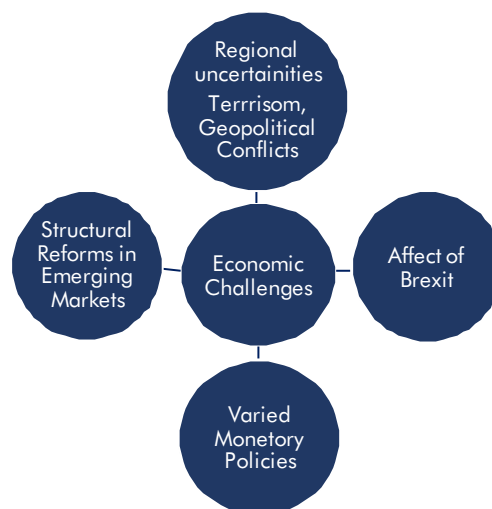 Regional
uncertainities
Terrrisom,
Geopolitical
Conflicts
Structural
Reforms in
Emerging
Markets
Economic
Challenges
Affect of
Brexit
Varied
Monetory
Policies